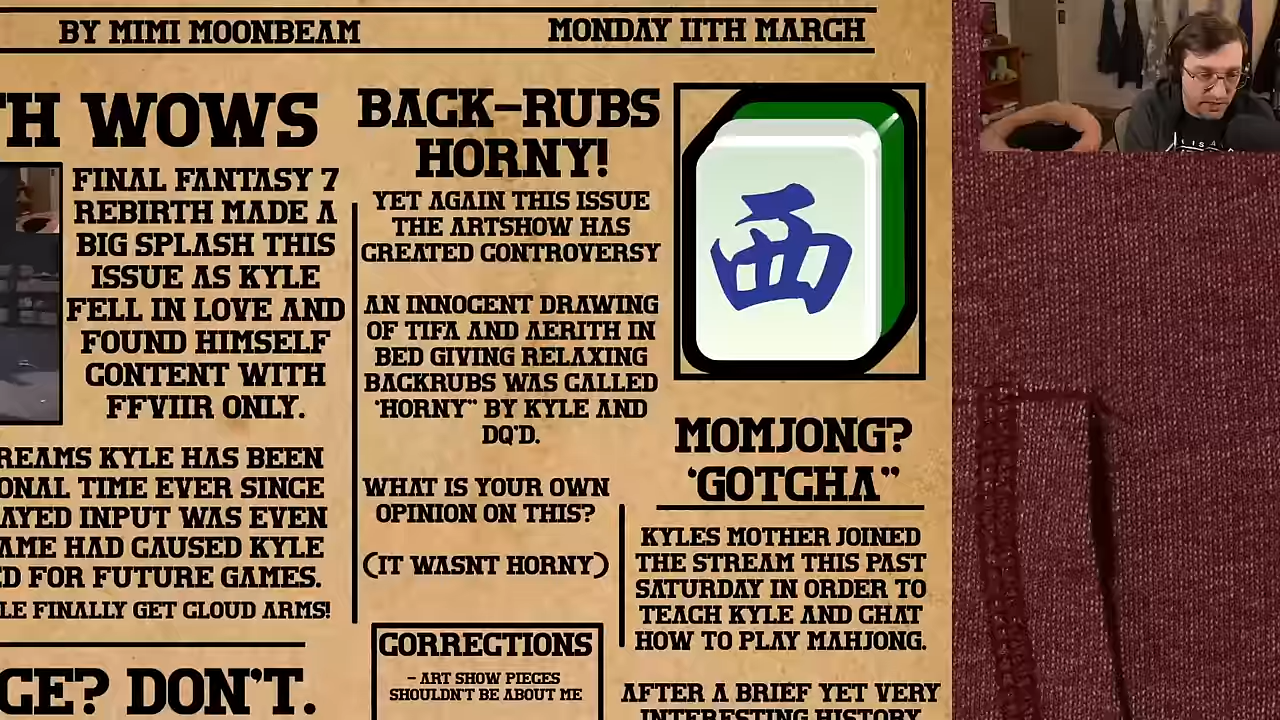 BY MIMI MOONBEAM
MONDAY 11TH MARCH
TH WOWS
FINAL FANTASY 7
REBIRTH MADE A
BIG SPLASH THIS
ISSUE AS KYLE
FELL IN LOVE AND
FOUND HIMSELF
CONTENT WITH
FFVIIR ONLY.
REAMS KYLE HAS BEEN
ONAL TIME EVER SINCE
AYED INPUT WAS EVEN
AME HAD CAUSED KYLE
ED FOR FUTURE GAMES.
LE FINALLY GET CLOUD ARMS!
GE? DON'T.
BACK-RUBS
HORNY!
YET AGAIN THIS ISSUE
THE ARTSHOW HAS
CREATED CONTROVERSY
AN INNOCENT DRAWING
OF TIFA AND AERITH IN
BED GIVING RELAXING
BACKRUBS WAS CALLED
"HORNY" BY KYLE AND
DQ'D.
WHAT IS YOUR OWN
OPINION ON THIS?
(IT WASNT HORNY)
CORRECTIONS
- ART SHOW PIECES
SHOULDN'T BE ABOUT ME
西
MOMJONG?
"GOTCHA"
KYLES MOTHER JOINED
THE STREAM THIS PAST
SATURDAY IN ORDER TO
TEACH KYLE AND CHAT
HOW TO PLAY MAHJONG.
AFTER A BRIEF YET VERY
INTERESTING HISTORY